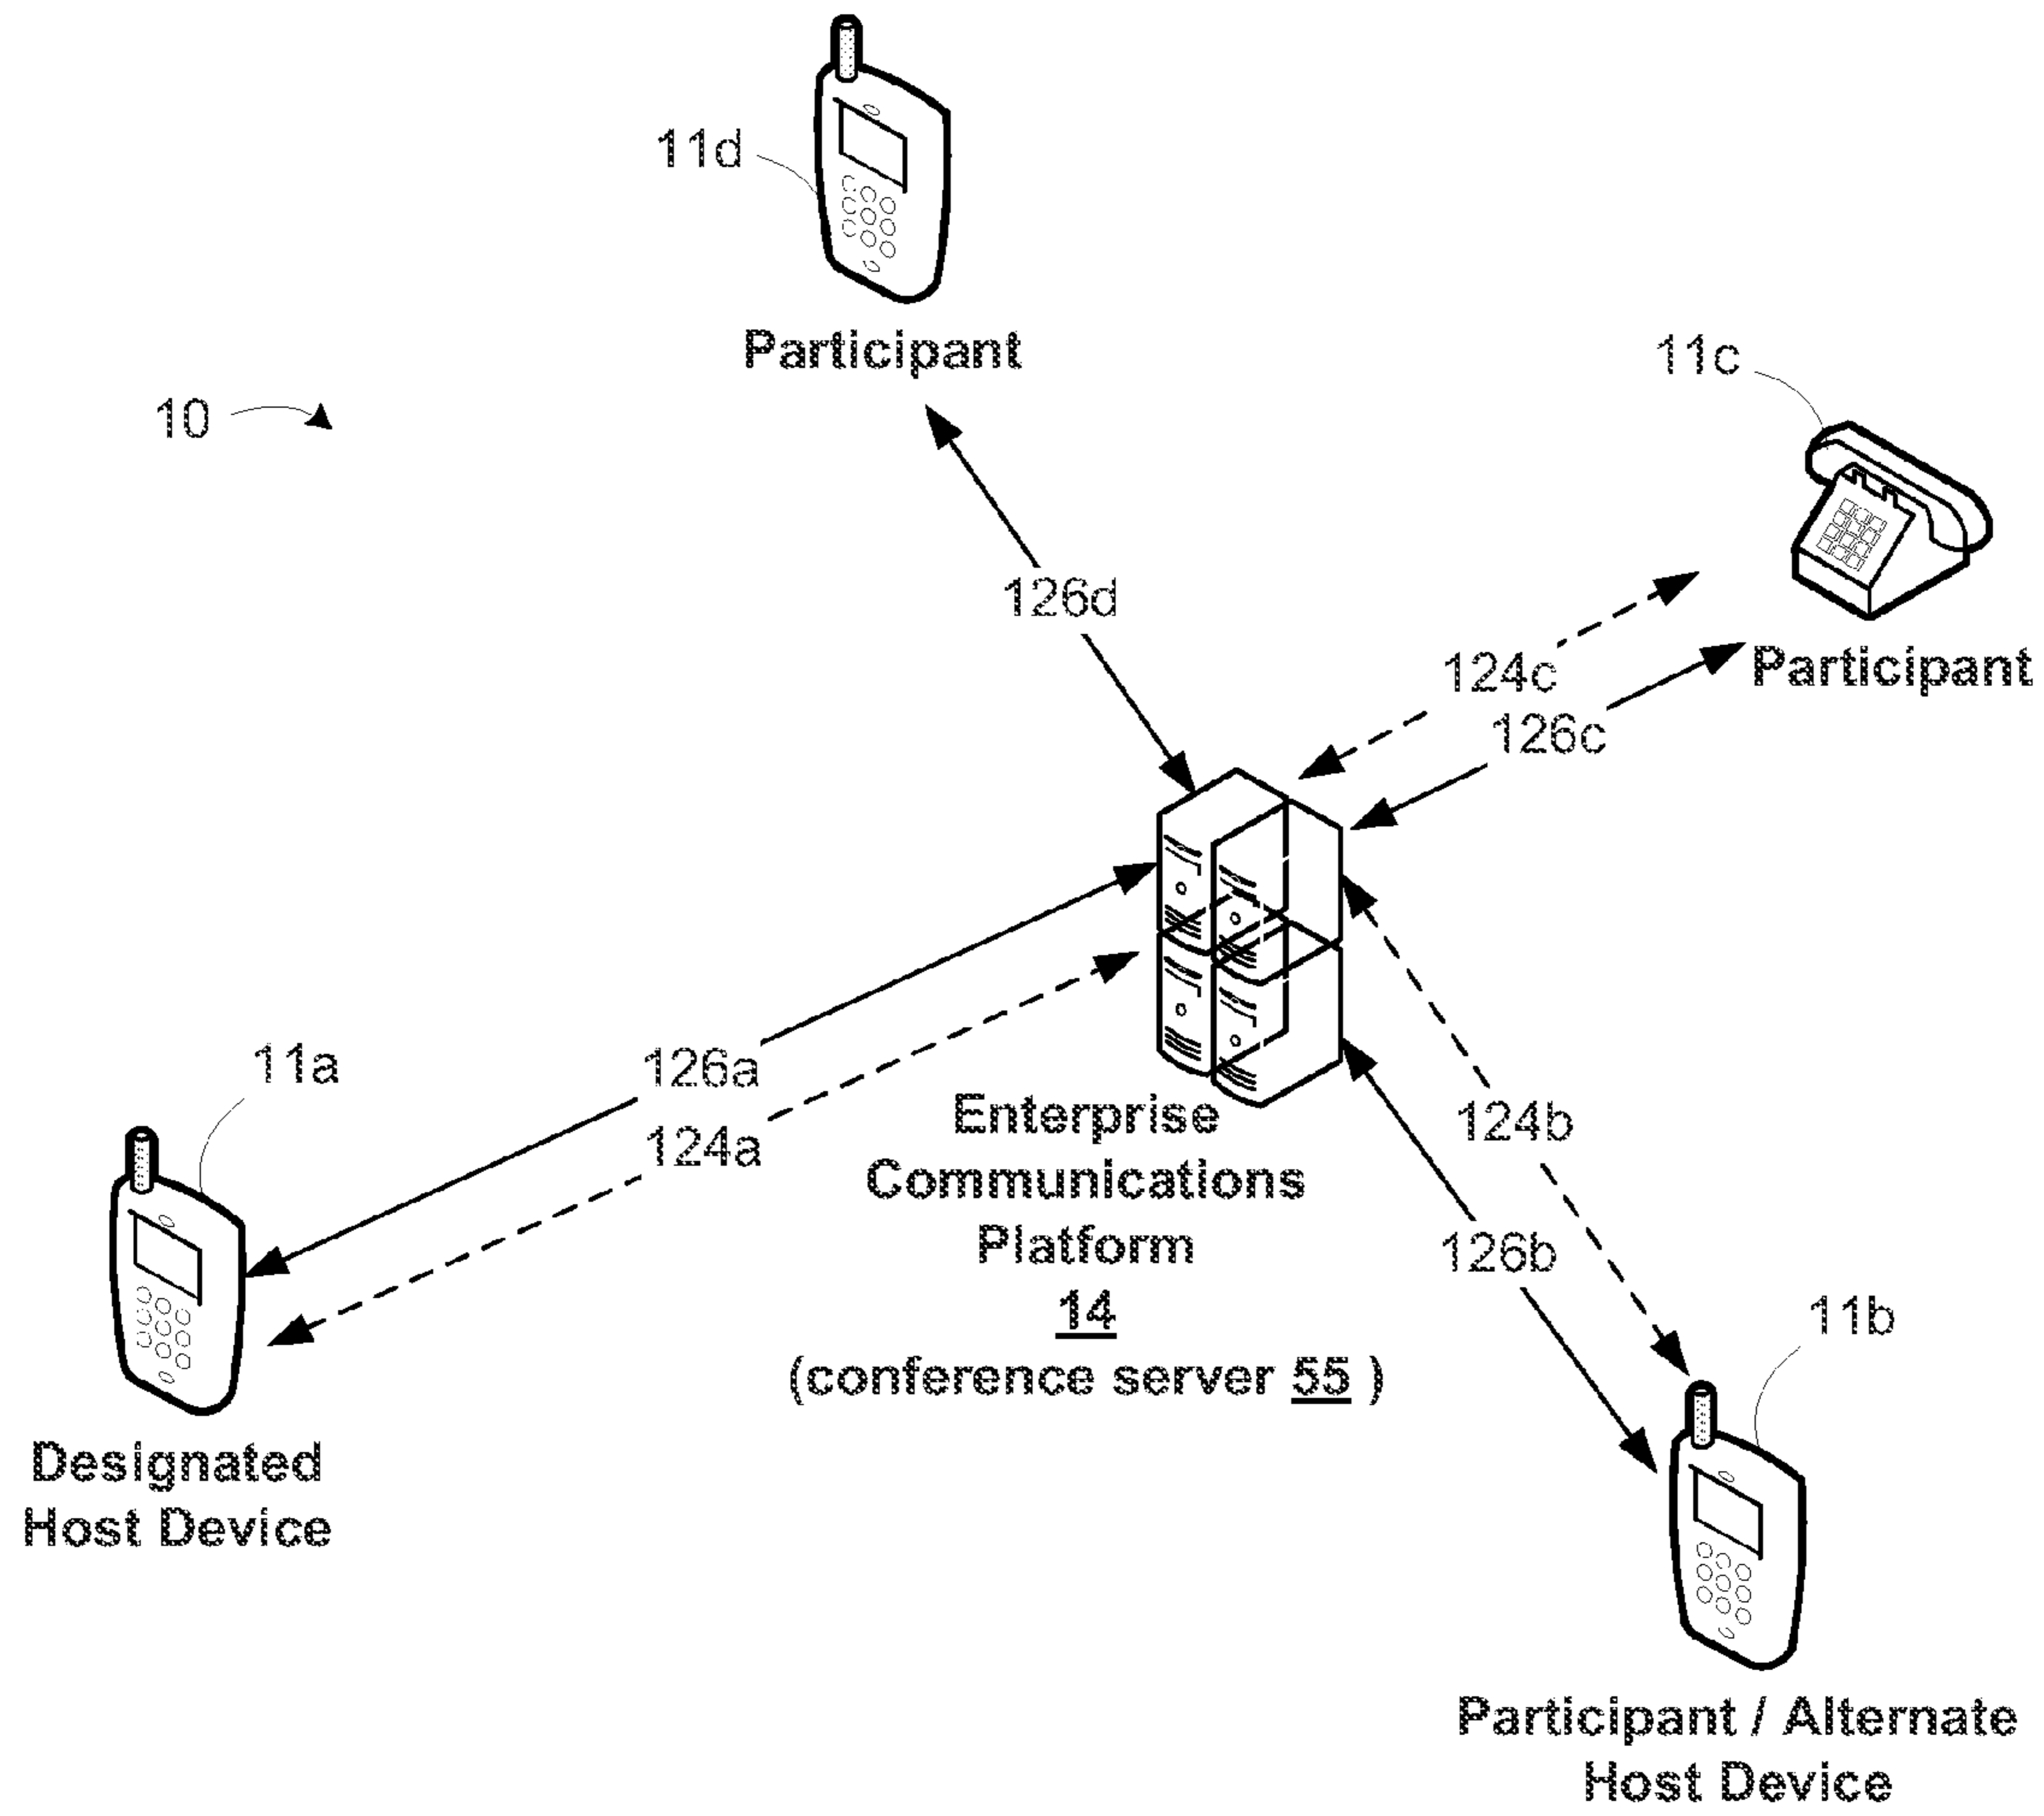 11d
Participant
11c
10
126d
124c
Participant
126c
11a
126a
124a
Enterprise
Communications
Platform
14
(conference server 55 )
124b
126b
11b
Designated
Host Device
Participant / Alternate
Host Device